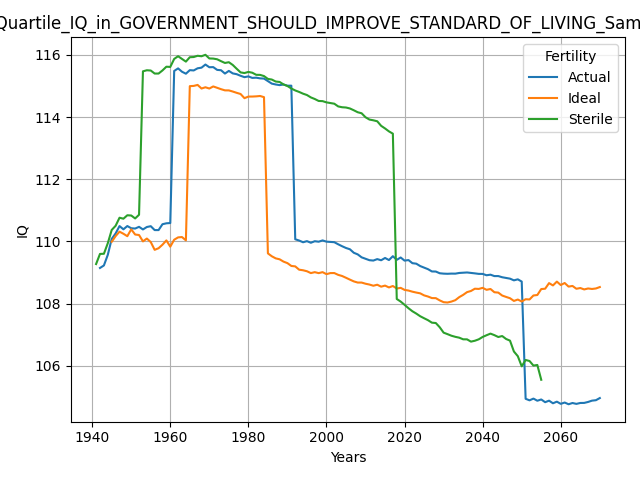 Quartile_IQ_in_GOVERNMENT_SHOULD_IMPROVE_STANDARD_OF_LIVING_Sam
IQ
116
114
112
110
108
106
Fertility
Actual
Ideal
Sterile
1940 1960 1980 2000 2020 2040 2060
Years